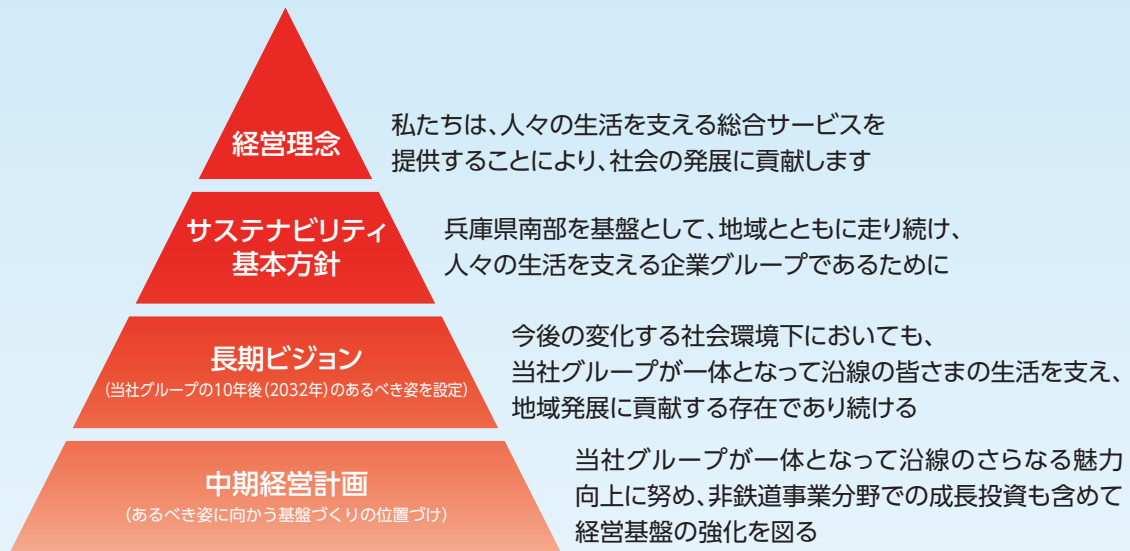 経営理念
私たちは、人々の生活を支える総合サービスを
提供することにより、社会の発展に貢献します
サステナビリティ
基本方針
兵庫県南部を基盤として、地域とともに走り続け、
人々の生活を支える企業グループであるために
長期ビジョン
(当社グループの10年後(2032年)のあるべき姿を設定)
今後の変化する社会環境下においても、
当社グループが一体となって沿線の皆さまの生活を支え、
地域発展に貢献する存在であり続ける
中期経営計画
(あるべき姿に向かう基盤づくりの位置づけ)
当社グループが一体となって沿線のさらなる魅力
向上に努め、非鉄道事業分野での成長投資も含めて
経営基盤の強化を図る